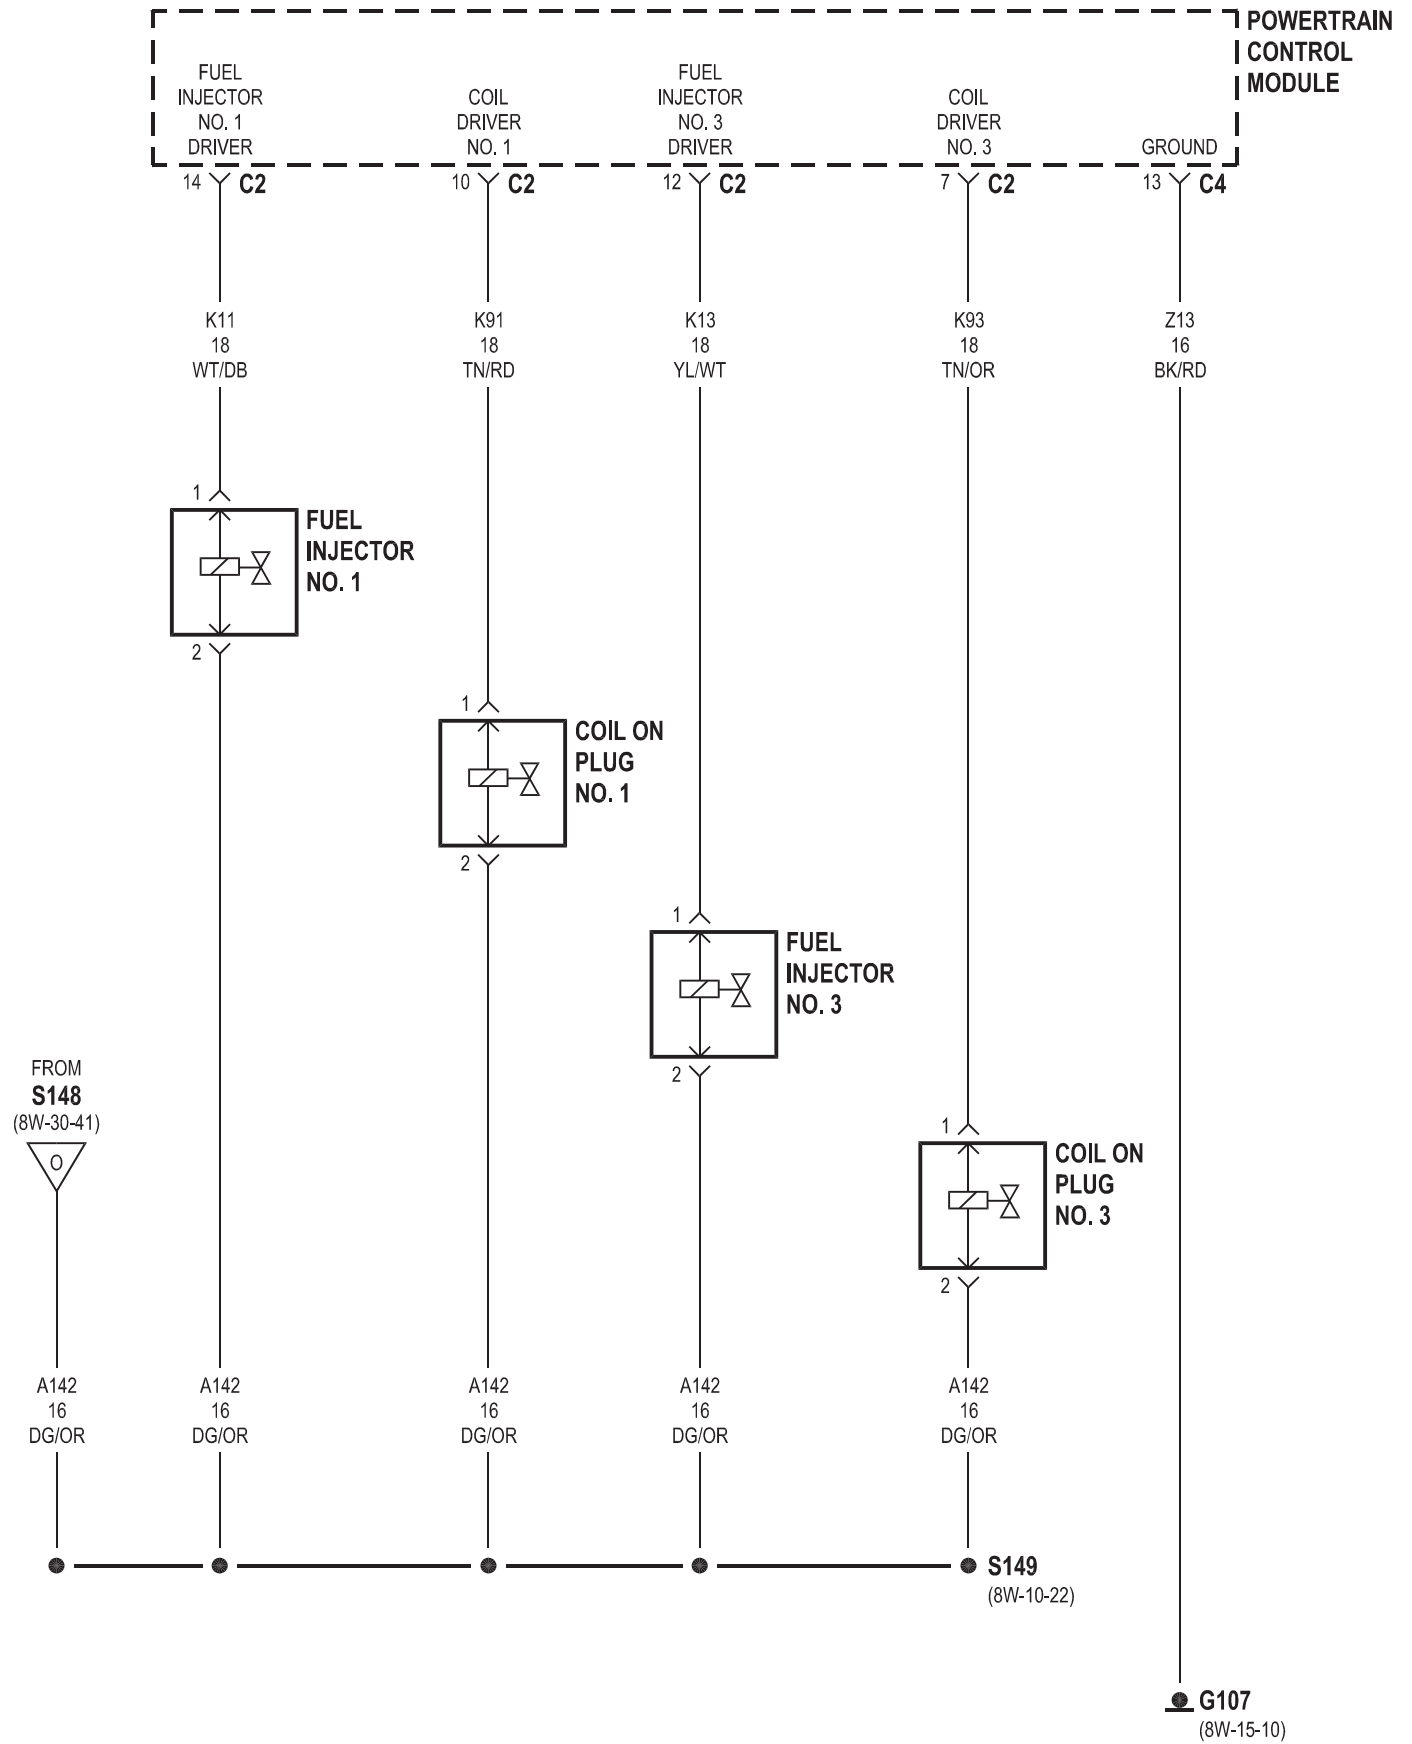 POWERTRAIN
CONTROL
MODULE
FUEL
INJECTOR
NO. 1
DRIVER
COIL
DRIVER
NO. 1
FUEL
INJECTOR
NO. 3
DRIVER
COIL
DRIVER
NO. 3
GROUND
14 C2
10 C2
12 C2
7 C2
13 C4
K11
18
WT/DB
K91
18
TN/RD
K13
18
YL/WT
K93
18
TN/OR
Z13
16
BK/RD
1
FUEL
INJECTOR
NO. 1
2
1
COIL ON
PLUG
NO. 1
2
1
FUEL
INJECTOR
NO. 3
2
FROM
S148
(8W-30-41)
O
1
COIL ON
PLUG
NO. 3
2
A142
16
DG/OR
A142
16
DG/OR
A142
16
DG/OR
A142
16
DG/OR
A142
16
DG/OR
S149
(8W-10-22)
G107
(8W-15-10)